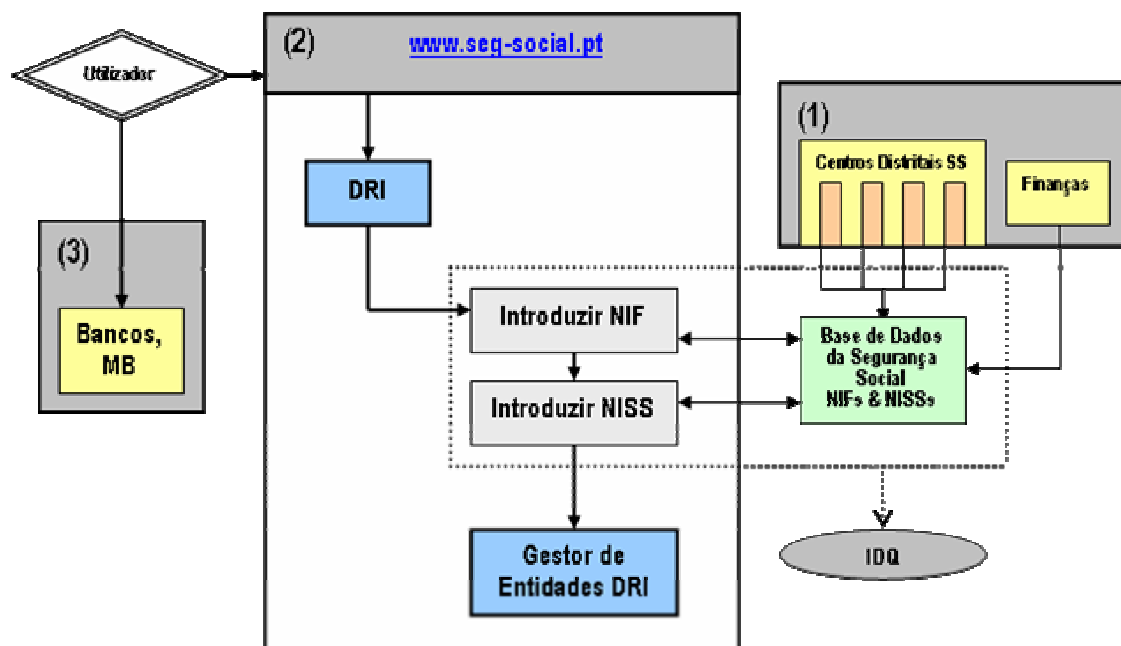 Utilizador
(2)
www.seg-social.pt
(1)
Centros Distritais SS
Finanças
DRI
(3)
Bancos,
MB
Introduzir NIF
Introduzir NISS
Base de Dados
da Segurança
Social
NIFs & NISSs
Gestor de
Entidades DRI
IDQ